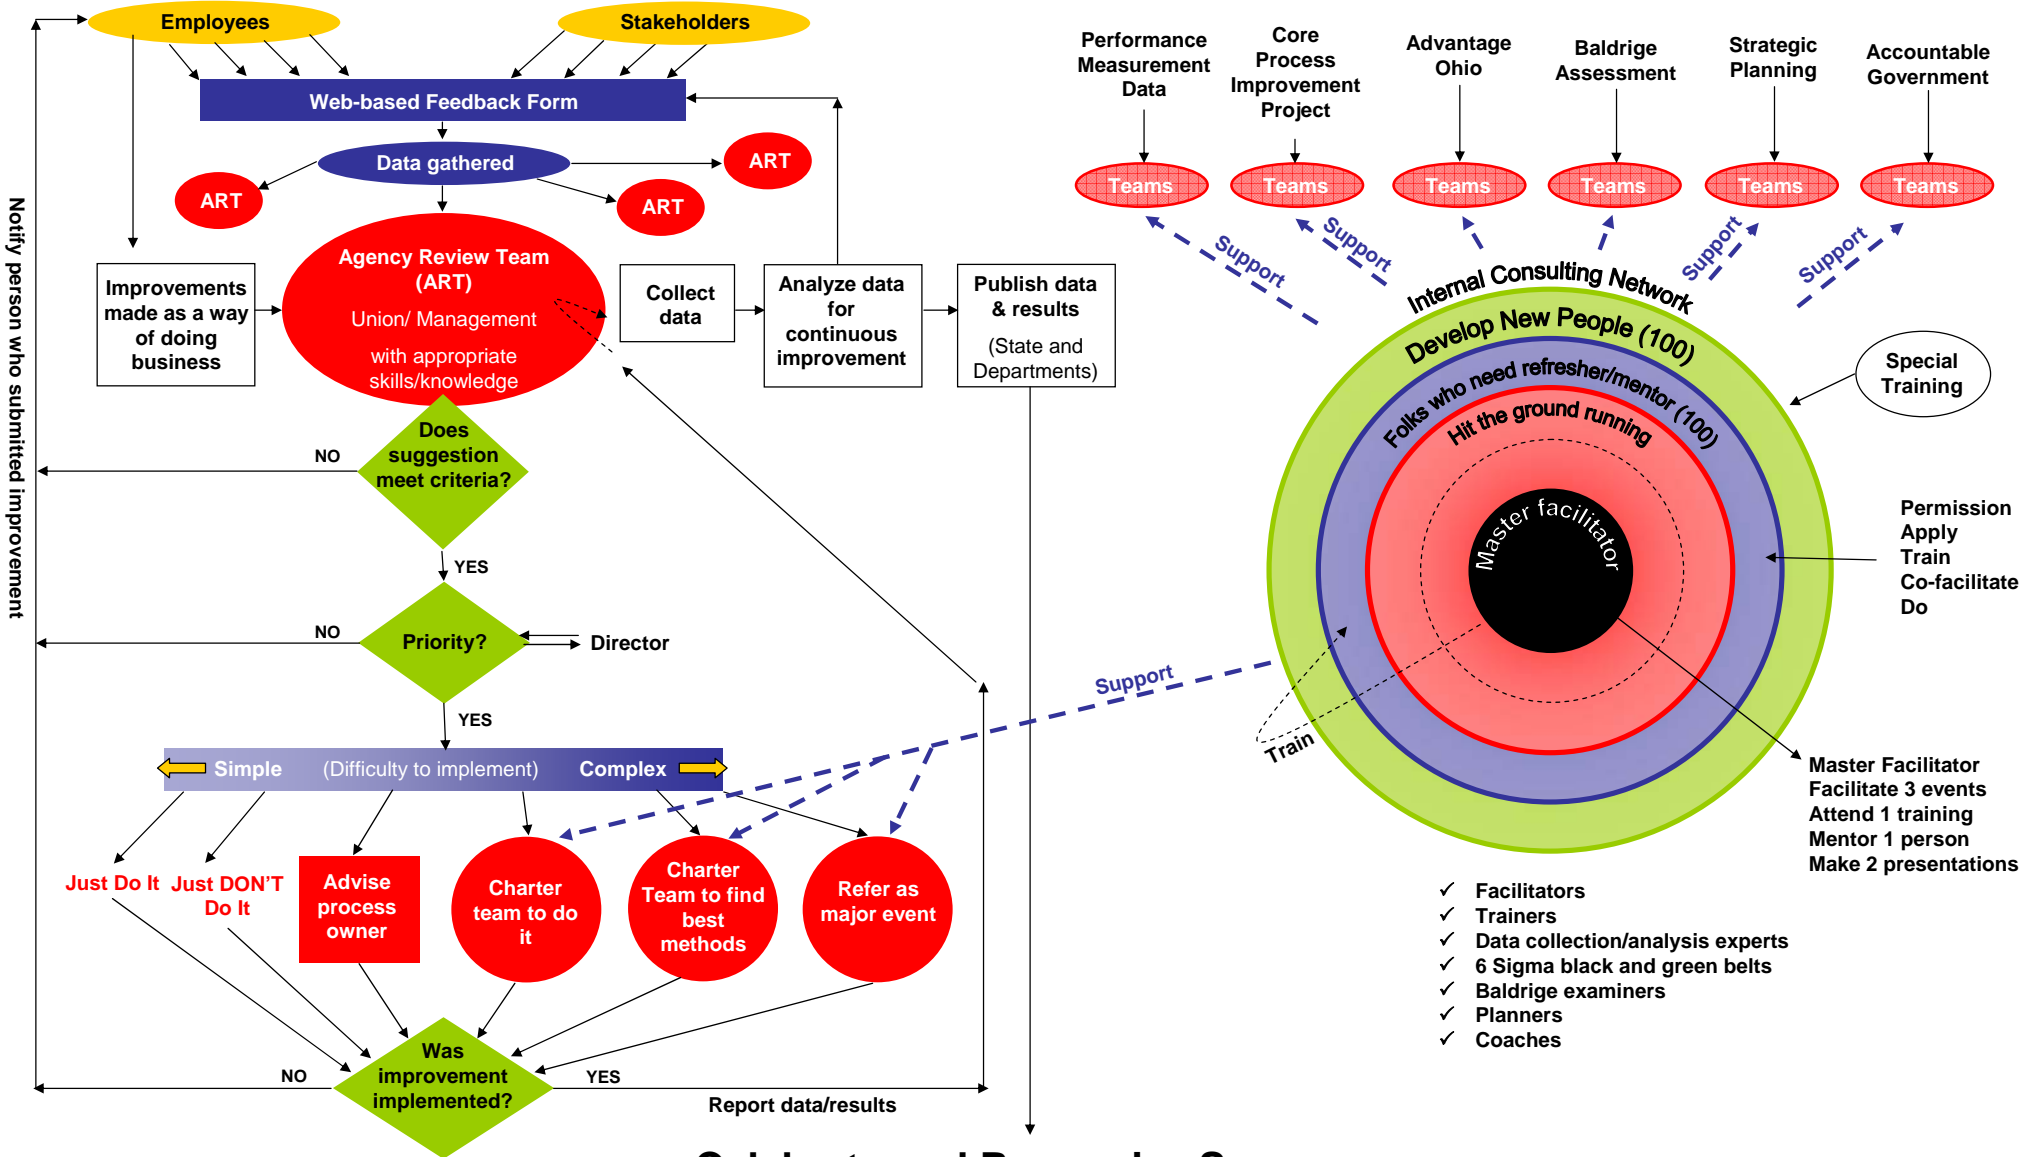 Employees
Stakeholders
Web-based Feedback Form
Data gathered
ART
ART
ART
Notify person who submitted improvement
Agency Review Team
(ART)
Union/ Management
with appropriate
skills/knowledge
Improvements
made as a way
of doing
business
Collect
data
Analyze data
for
continuous
improvement
Publish data
& results
(State and
Departments)
Does
suggestion
meet criteria?
NO
YES
Priority?
NO
Director
YES
Simple
(Difficulty to implement)
Complex
Just Do It
Just DON'T
Do It
Advise
process
owner
Charter
team to do
it
Charter
Team to find
best
methods
Refer as
major event
Was
improvement
implemented?
NO
YES
Report data/results
Performance
Measurement
Data
Core
Process
Improvement
Project
Advantage
Ohio
Baldrige
Assessment
Strategic
Planning
Accountable
Government
Teams
Teams
Teams
Teams
Teams
Teams
Support
Support
Support
Support
Internal Consulting Network
Develop New People (100)
Folks who need refresher/mentor (100)
Hit the ground running
Master facilitator
Special
Training
Permission
Apply
Train
Co-facilitate
Do
Support
Train
Master Facilitator
Facilitate 3 events
Attend 1 training
Mentor 1 person
Make 2 presentations
✓ Facilitators
✓ Trainers
✓ Data collection/analysis experts
✓ 6 Sigma black and green belts
✓ Baldrige examiners
✓ Planners
✓ Coaches